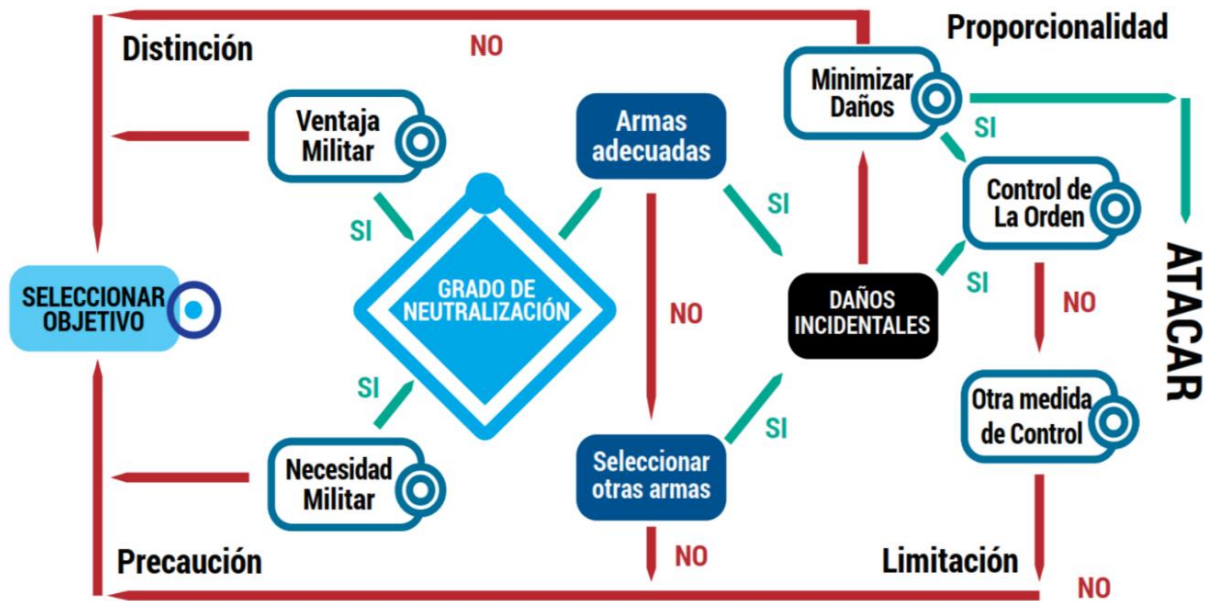 Distinción
NO
Proporcionalidad
Minimizar
Daños
Ventaja
Militar
Armas
adecuadas
SI
SI
SI
Control de
La Orden
SELECCIONAR
OBJETIVO
GRADO DE
NEUTRALIZACIÓN
NO
DAÑOS
INCIDENTALES
SI
NO
ATACAR
SI
SI
Otra medida
de Control
Necesidad
Militar
Seleccionar
otras armas
Precaución
NO
Limitación
NO